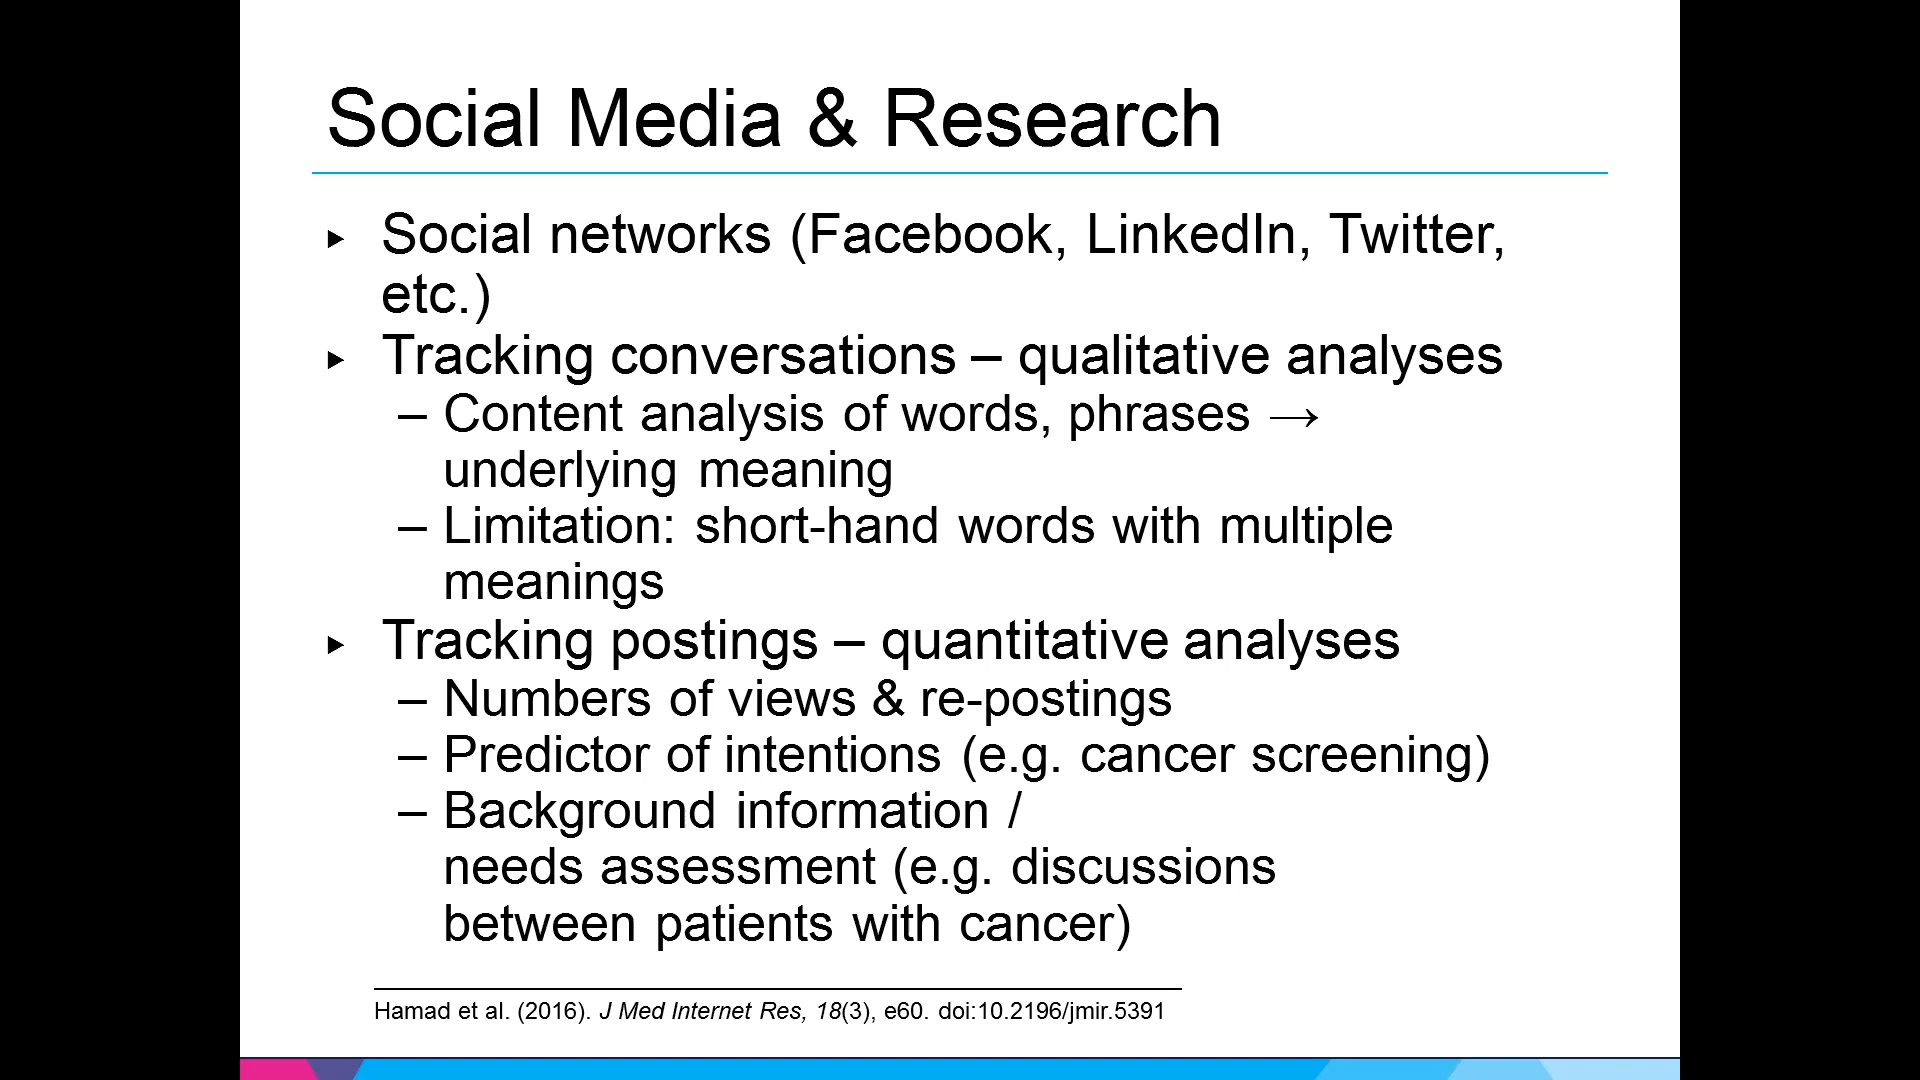 Social Media & Research
▸ Social networks (Facebook, LinkedIn, Twitter,
etc.)
▸ Tracking conversations – qualitative analyses
– Content analysis of words, phrases →
underlying meaning
– Limitation: short-hand words with multiple
meanings
▸ Tracking postings – quantitative analyses
– Numbers of views & re-postings
– Predictor of intentions (e.g. cancer screening)
– Background information /
needs assessment (e.g. discussions
between patients with cancer)
Hamad et al. (2016). J Med Internet Res, 18(3), e60. doi:10.2196/jmir.5391